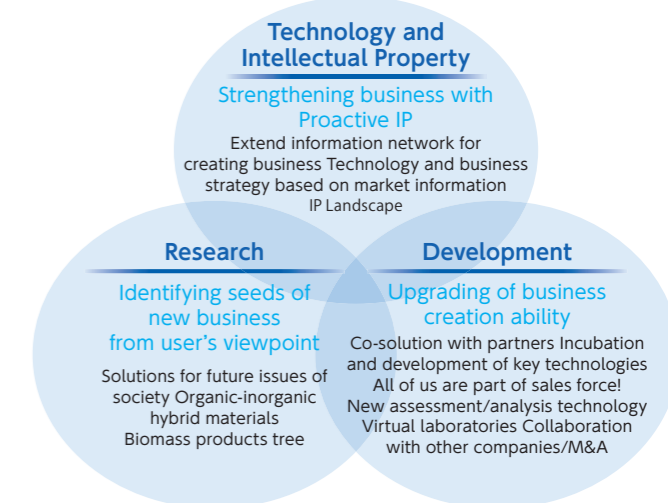 Technology and
Intellectual Property
Strengthening business with
Proactive IP
Extend information network for
creating business Technology and business
strategy based on market information
IP Landscape
Research
Identifying seeds of
new business
from user's viewpoint
Solutions for future issues of
society Organic-inorganic
hybrid materials
Biomass products tree
Development
Upgrading of business
creation ability
Co-solution with partners Incubation
and development of key technologies
All of us are part of sales force!
New assessment/analysis technology
Virtual laboratories Collaboration
with other companies/M&A